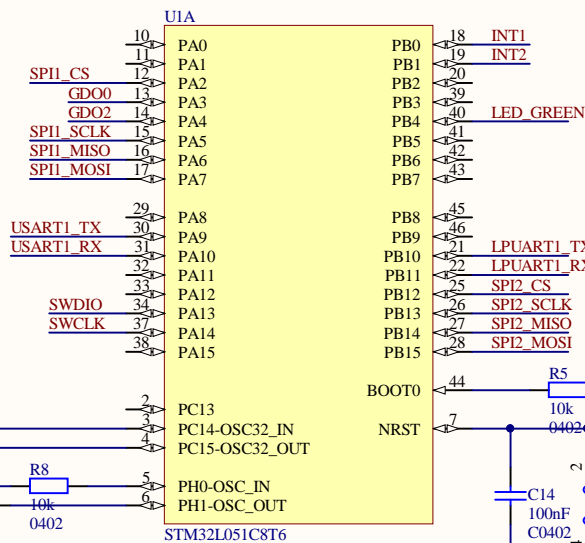 U1A
10 PA0 PB0 18 INT1
11 PA1 PB1 19 INT2
SPI1_CS 12 PA2 PB2 20
GDO0 13 PA3 PB3 39
GDO2 14 PA4 PB4 40 LED_GREEN
SPI1_SCLK 15 PA5 PB5 41
SPI1_MISO 16 PA6 PB6 42
SPI1_MOSI 17 PA7 PB7 43
29 PA8 PB8 45
USART1_TX 30 PA9 PB9 46
USART1_RX 31 PA10 PB10 21 LPUART1_TX
32 PA11 PB11 22 LPUART1_RX
33 PA12 PB12 25 SPI2_CS
SWDIO 34 PA13 PB13 26 SPI2_SCLK
SWCLK 37 PA14 PB14 27 SPI2_MISO
38 PA15 PB15 28 SPI2_MOSI
BOOT0 44 R5
2 PC13 10k
3 PC14-OSC32_IN NRST 7 0402
4 PC15-OSC32_OUT
R8 2
5 PH0-OSC_IN C14
10k 6 PH1-OSC_OUT 100nF
0402 C0402
STM32L051C8T6